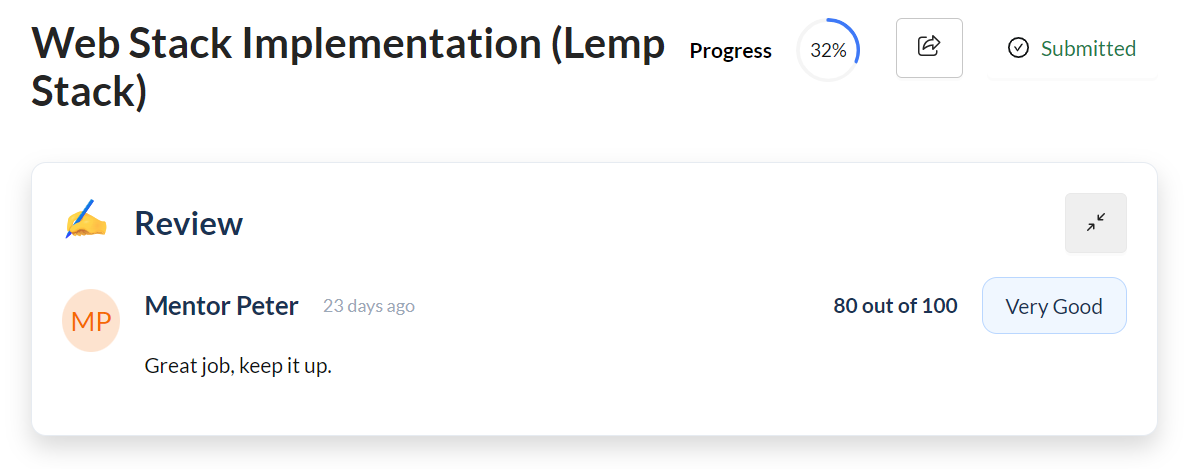 Web Stack Implementation (Lemp
Stack)
Progress
32%
Submitted
Review
Mentor Peter
23 days ago
80 out of 100
Very Good
MP
Great job, keep it up.